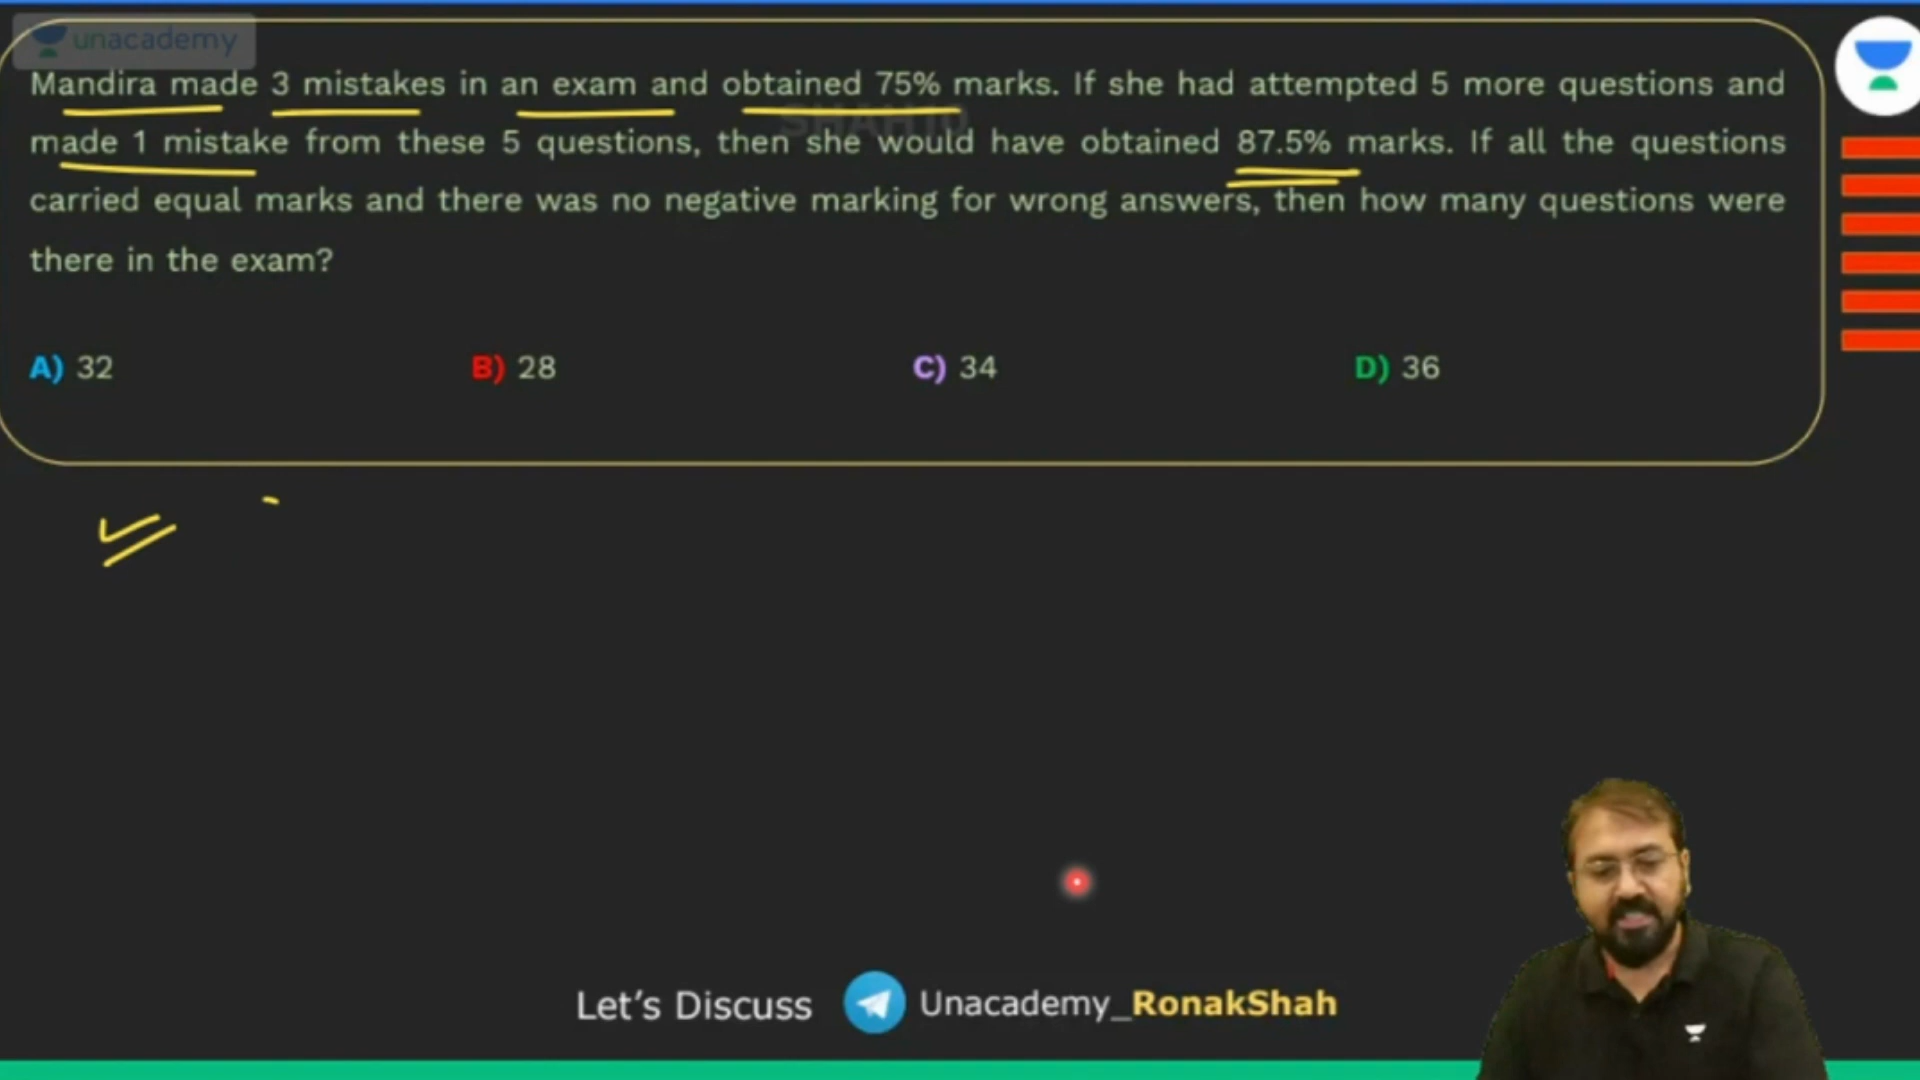 unacademy
Mandira made 3 mistakes in an exam and obtained 75% marks. If she had attempted 5 more questions and
made 1 mistake from these 5 questions, then she would have obtained 87.5% marks. If all the questions
carried equal marks and there was no negative marking for wrong answers, then how many questions were
there in the exam?
A) 32 B) 28 C) 34 D) 36
Let's Discuss Unacademy_RonakShah